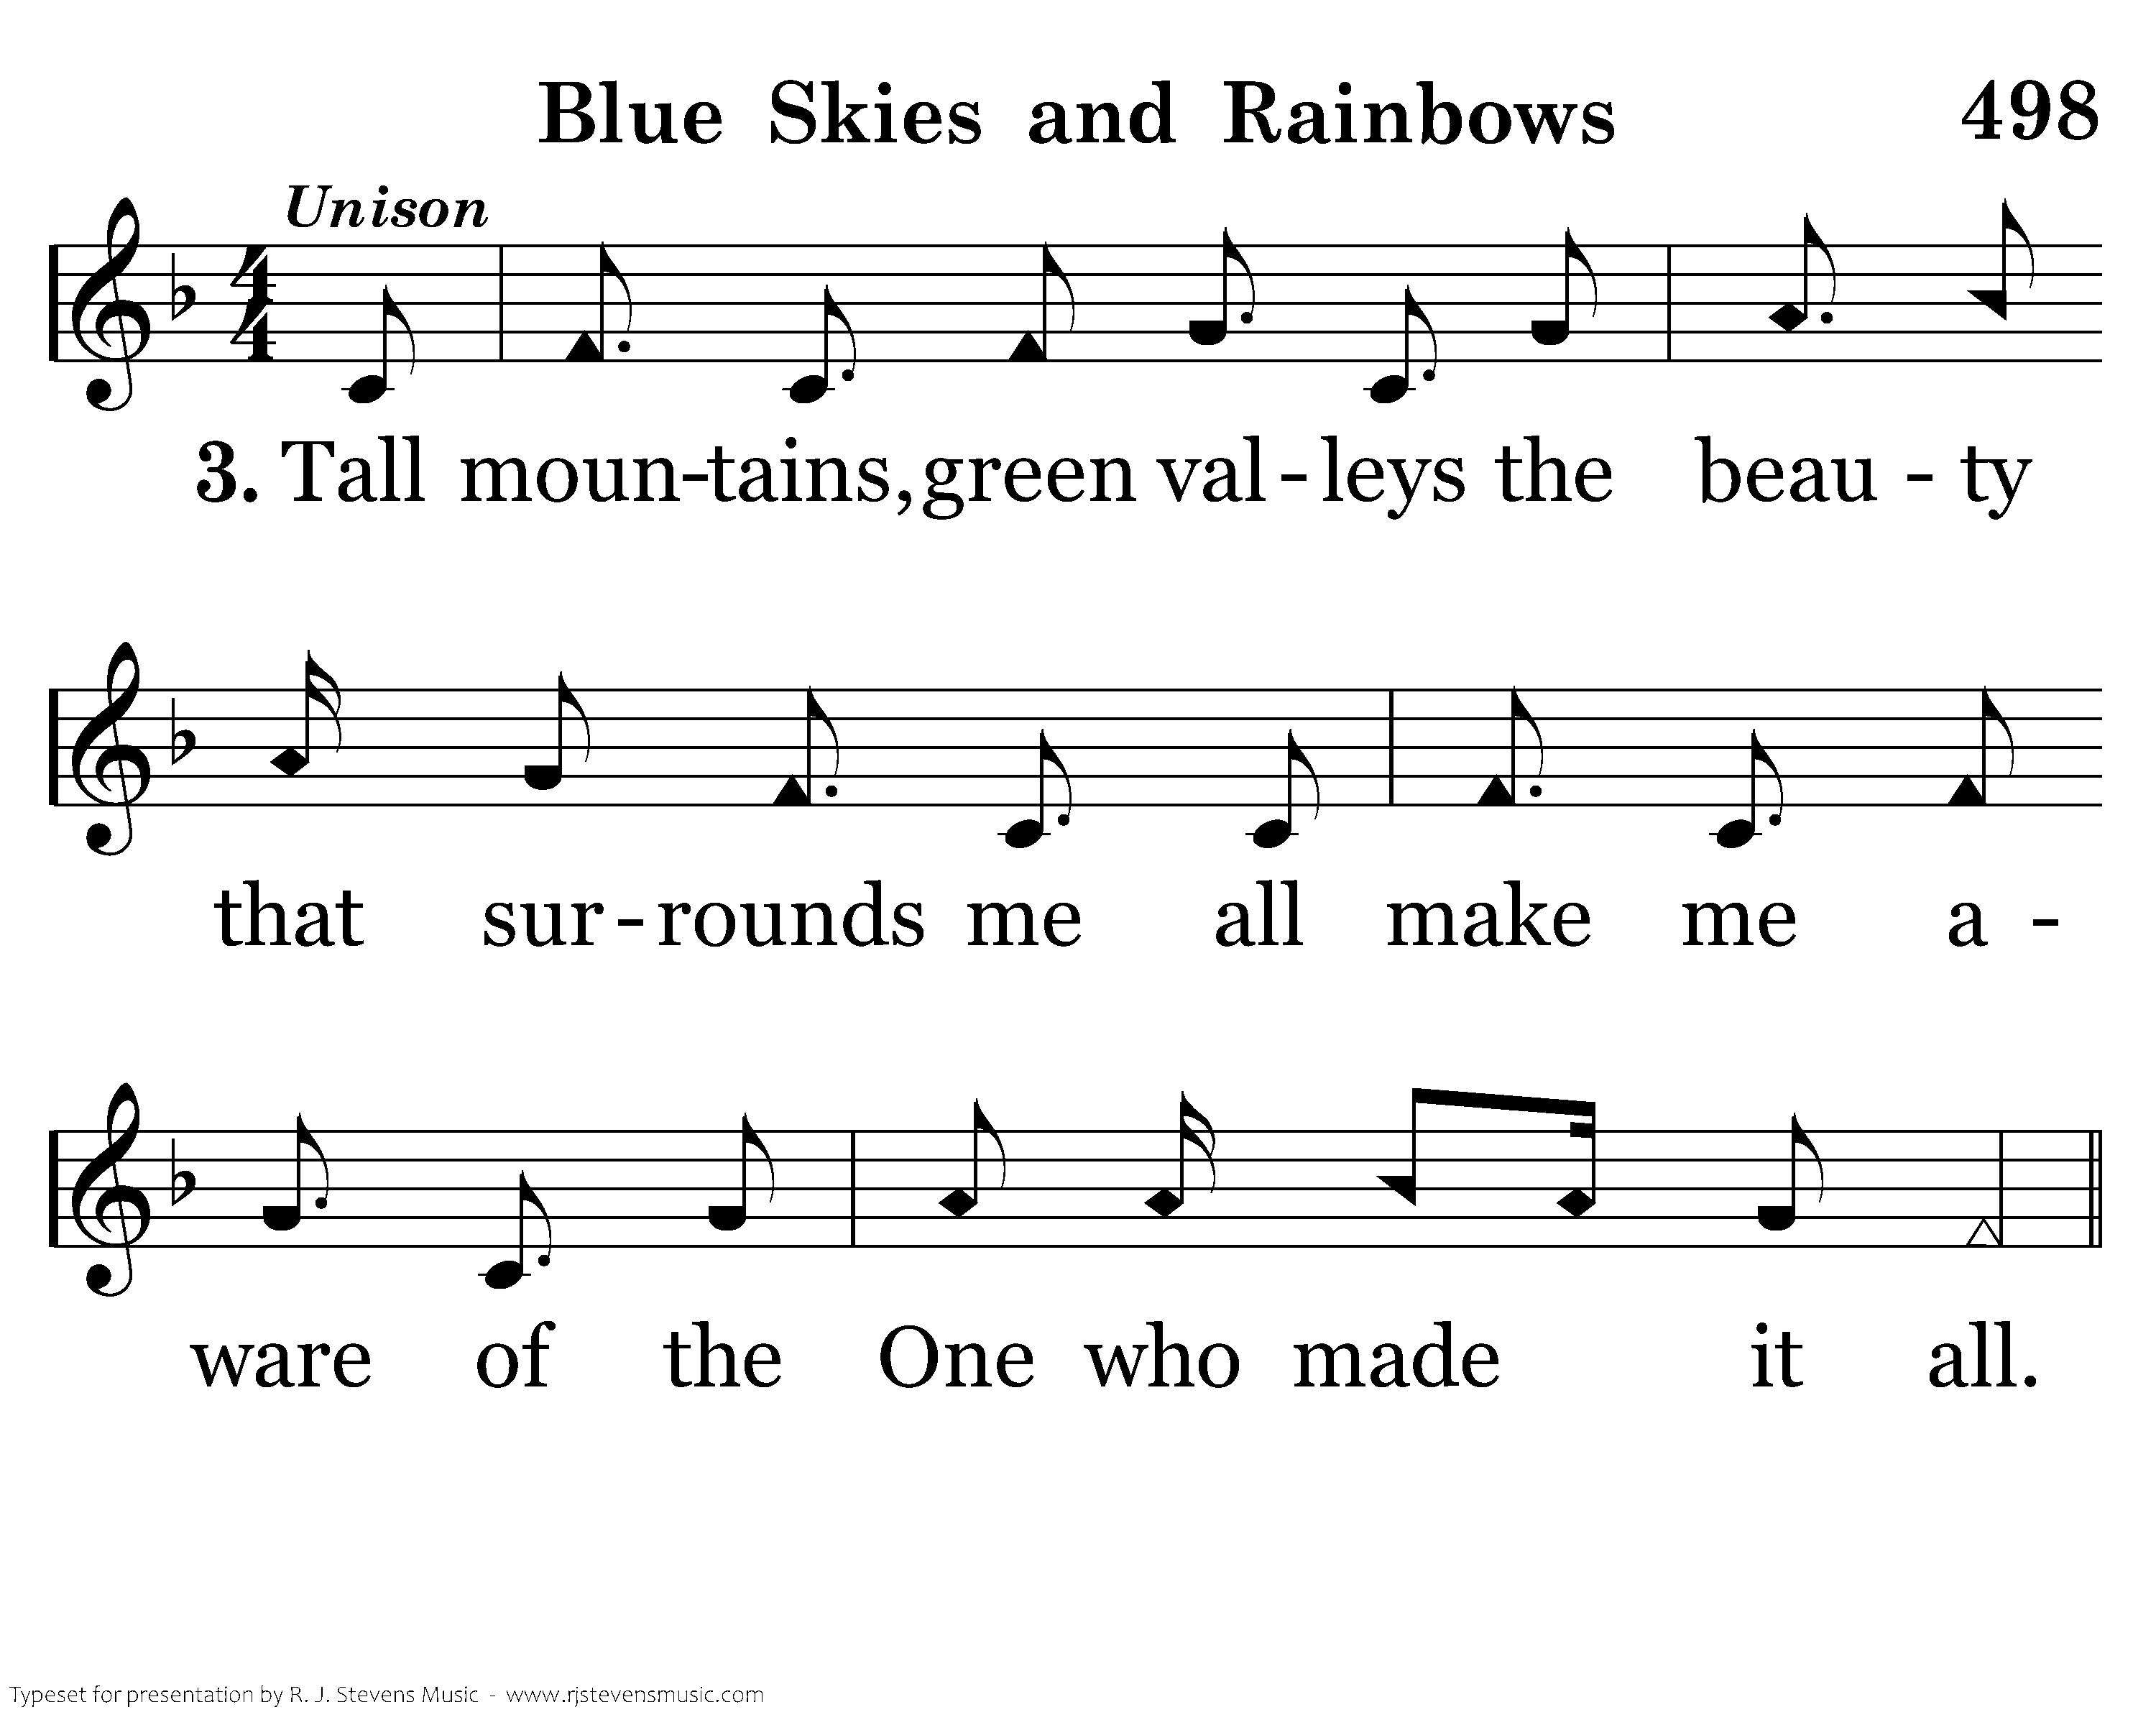 Blue Skies and Rainbows 498
Unison
4
4
3. Tall moun-tains, green val-leys the beau-ty
that sur-rounds me all make me a-
ware of the One who made it all.
Typeset for presentation by R. J. Stevens Music - www.rjstevensmusic.com